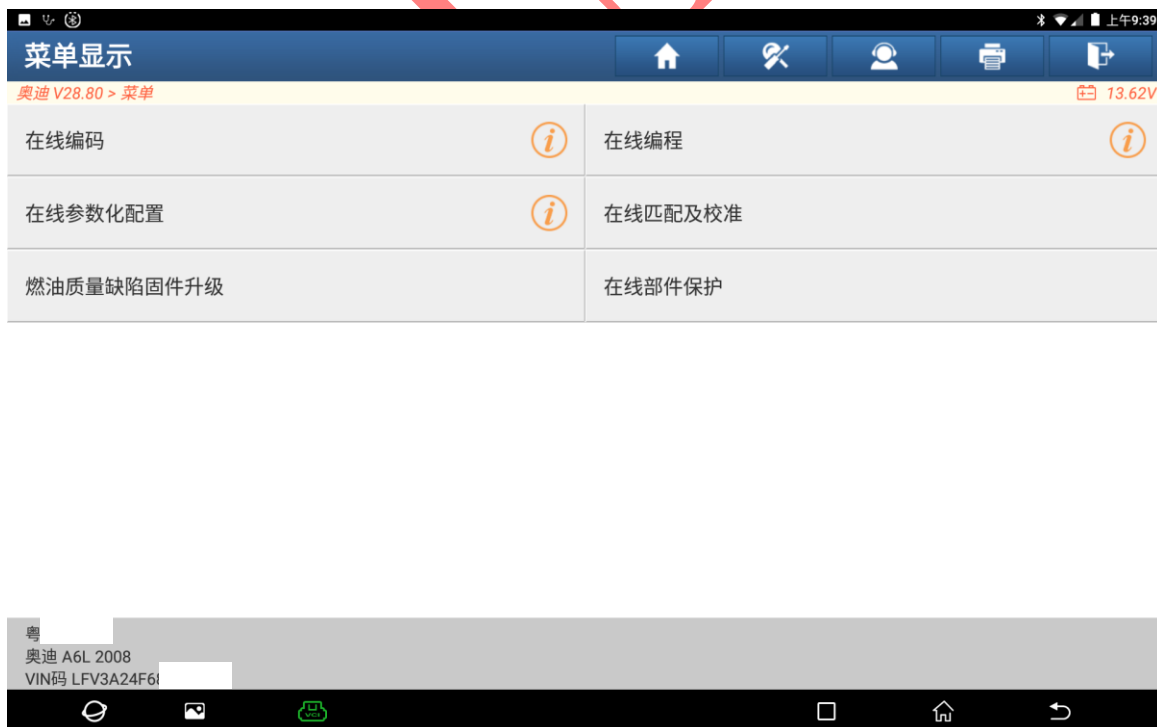 上午9:39
菜单显示
奥迪 V28.80 > 菜单
13.62V
在线编码
在线编程
在线参数化配置
在线匹配及校准
燃油质量缺陷固件升级
在线部件保护
粤
奥迪 A6L 2008
VIN码 LFV3A24F6
VCI